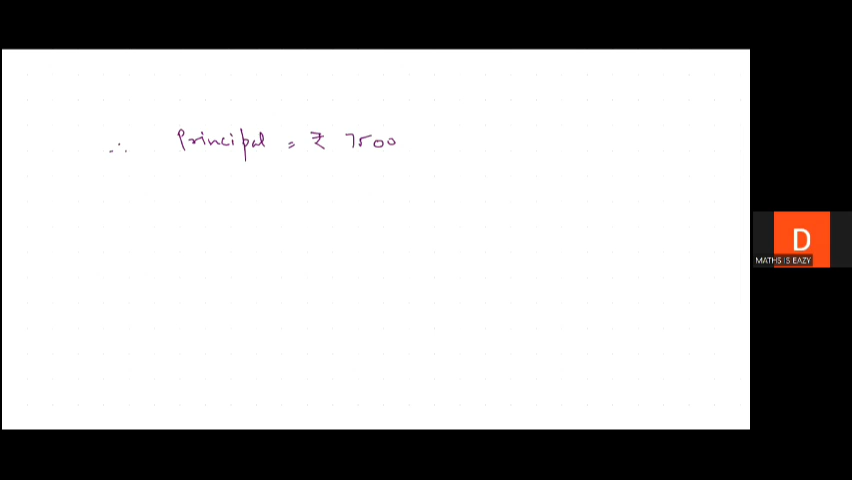 ∴ Principal = ₹ 7500
D
MATHS IS EAZY